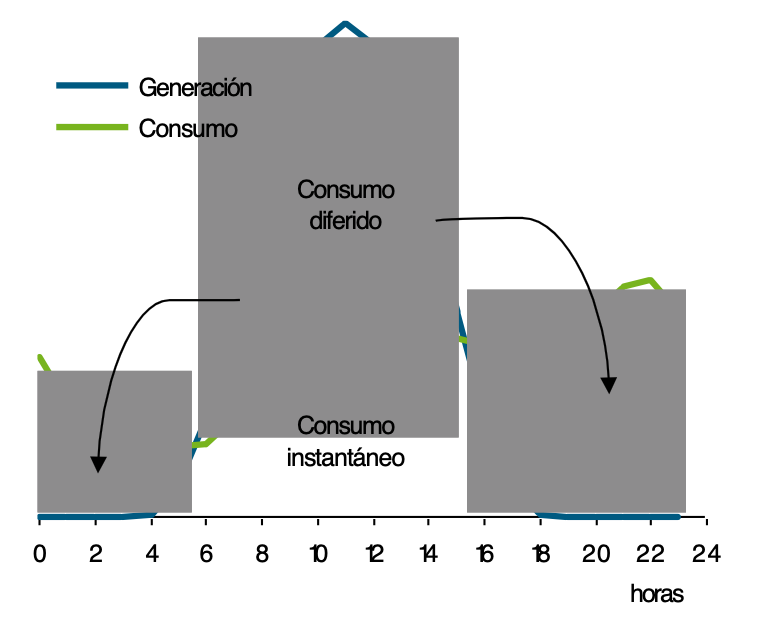 Generación
Consumo
Consumo
diferido
Consumo
instantáneo
0 2 4 6 8 10 12 14 16 18 20 22 24
horas